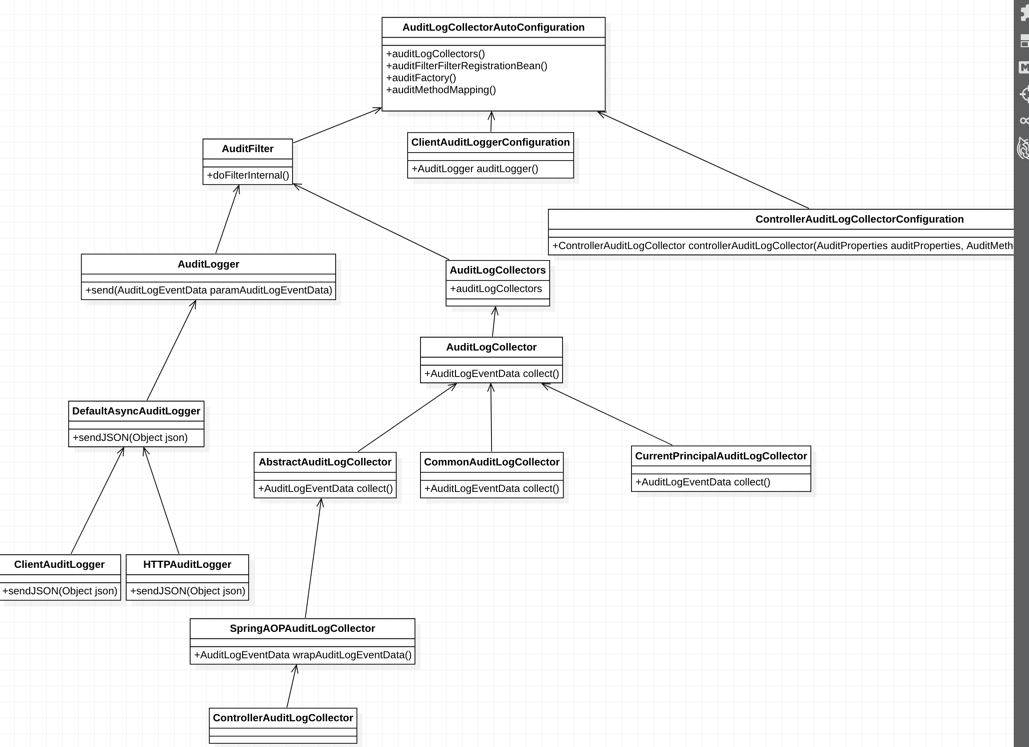 AuditLogCollectorAutoConfiguration
+auditLogCollectors()
+auditFilterFilterRegistrationBean()
+auditFactory()
+auditMethodMapping()
AuditFilter
+doFilterInternal()
ClientAuditLoggerConfiguration
+AuditLogger auditLogger()
ControllerAuditLogCollectorConfiguration
+ControllerAuditLogCollector controllerAuditLogCollector(AuditProperties auditProperties, AuditMeth
AuditLogger
+send(AuditLogEventData paramAuditLogEventData)
AuditLogCollectors
+auditLogCollectors
AuditLogCollector
+AuditLogEventData collect()
DefaultAsyncAuditLogger
+sendJSON(Object json)
AbstractAuditLogCollector
+AuditLogEventData collect()
CommonAuditLogCollector
+AuditLogEventData collect()
CurrentPrincipalAuditLogCollector
+AuditLogEventData collect()
ClientAuditLogger
+sendJSON(Object json)
HTTPAuditLogger
+sendJSON(Object json)
SpringAOPAuditLogCollector
+AuditLogEventData wrapAuditLogEventData()
ControllerAuditLogCollector